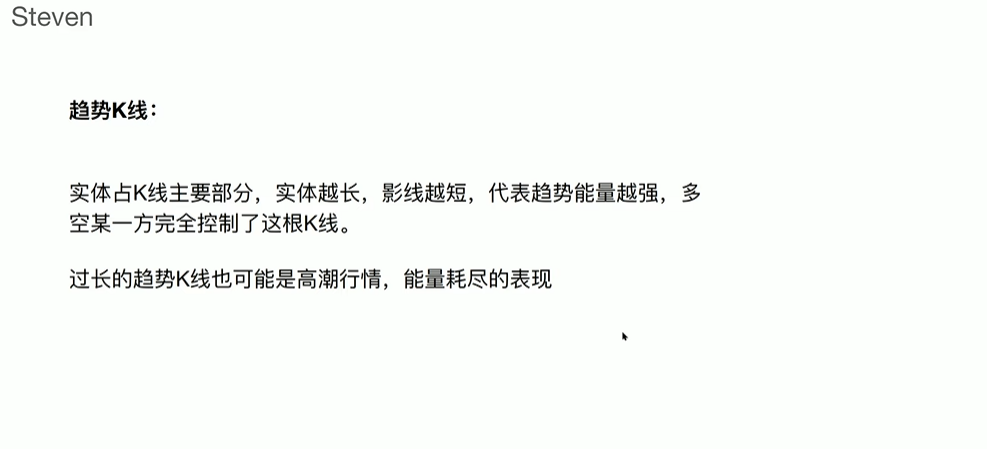 Steven
趋势K线：
实体占K线主要部分，实体越长，影线越短，代表趋势能量越强，多
空某一方完全控制了这根K线。
过长的趋势K线也可能是高潮行情，能量耗尽的表现